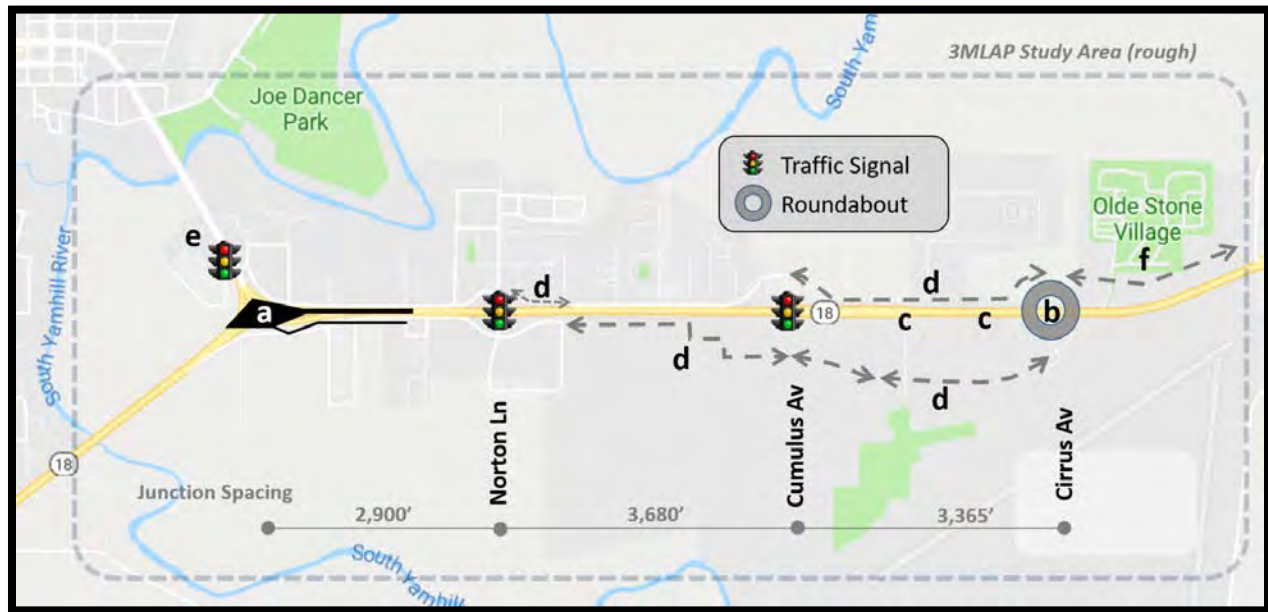 3MLAP Study Area (rough)
South Yam
Joe Dancer
Park
Traffic Signal
Roundabout
Olde Stone
Village
e
f
South Yamhill River
a
d
d
18
c
c
b
d
d
18
Norton Ln
Cumulus Av
Cirrus Av
Junction Spacing
2,900’
3,680’
3,365’
South Yamhill